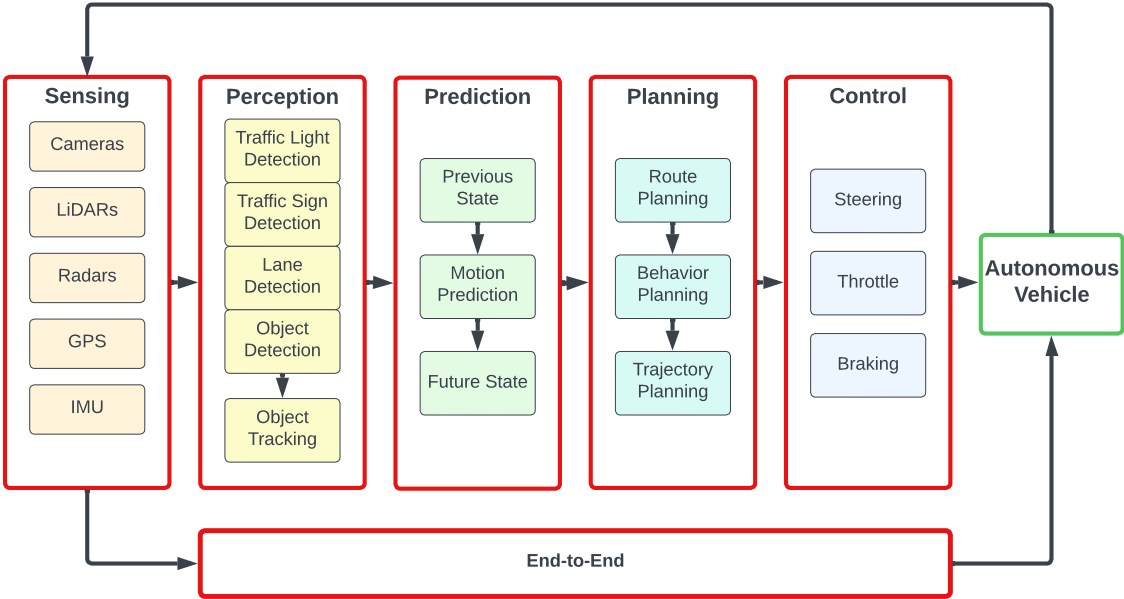 Sensing
Cameras
LiDARs
Radars
GPS
IMU
Perception
Traffic Light
Detection
Traffic Sign
Detection
Lane
Detection
Object
Detection
Object
Tracking
Prediction
Previous
State
Motion
Prediction
Future State
Planning
Route
Planning
Behavior
Planning
Trajectory
Planning
Control
Steering
Throttle
Braking
Autonomous
Vehicle
End-to-End